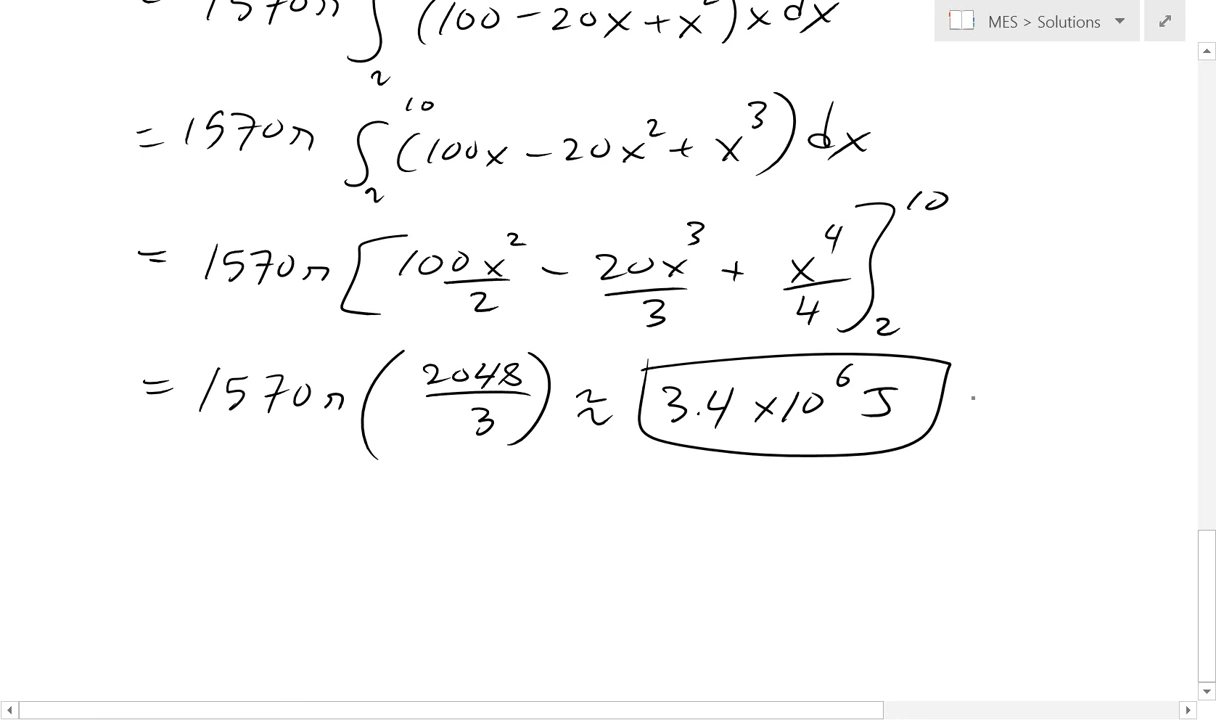 MES > Solutions
= 1570π ∫₂ (100 - 20x + x²) x dx
= 1570π ∫₂¹⁰ (100x - 20x² + x³) dx
= 1570π [100x²/2 - 20x³/3 + x⁴/4]₂¹⁰
= 1570π (2048/3) ≈ 3.4 x 10⁶ J